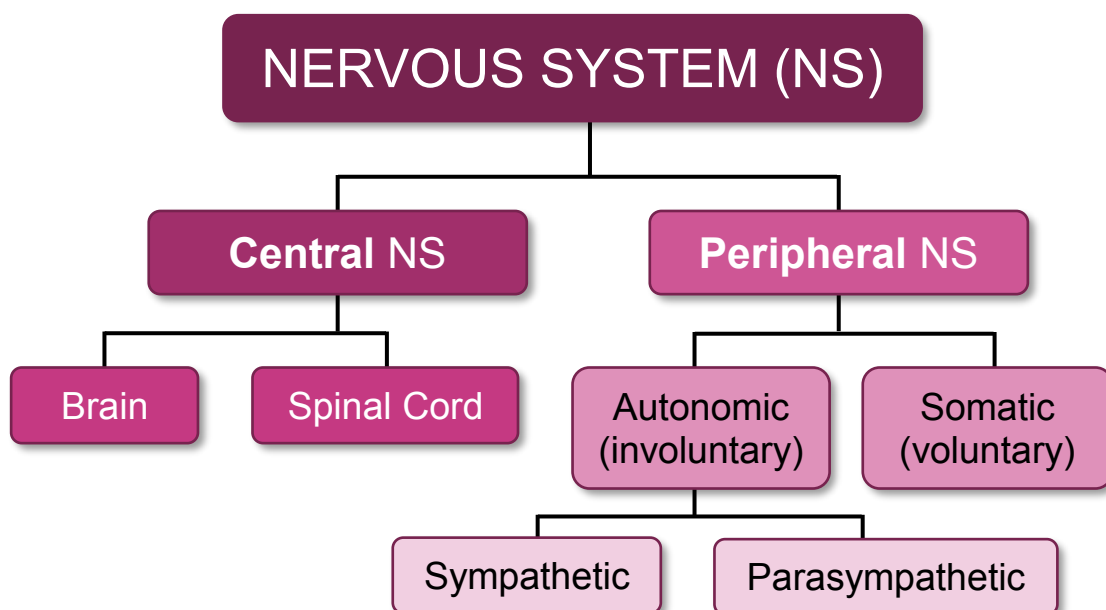 NERVOUS SYSTEM (NS)
Central NS
Peripheral NS
Brain
Spinal Cord
Autonomic
(involuntary)
Somatic
(voluntary)
Sympathetic
Parasympathetic